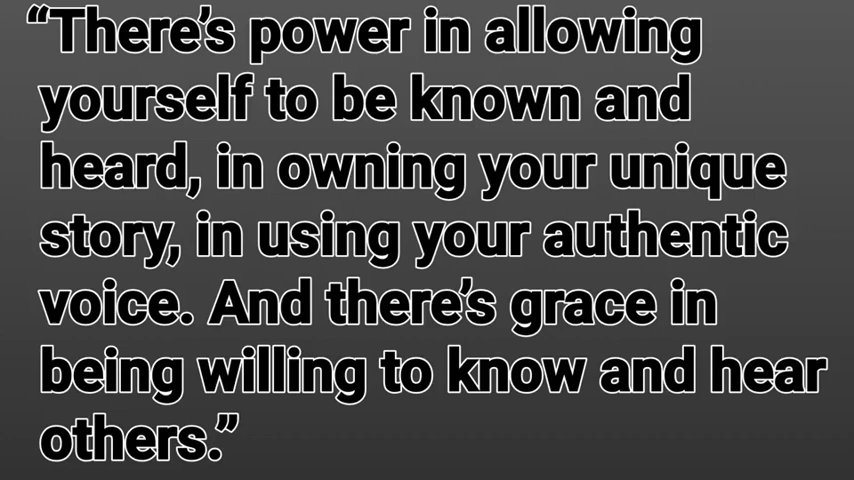 “There’s power in allowing
yourself to be known and
heard, in owning your unique
story, in using your authentic
voice. And there’s grace in
being willing to know and hear
others.”